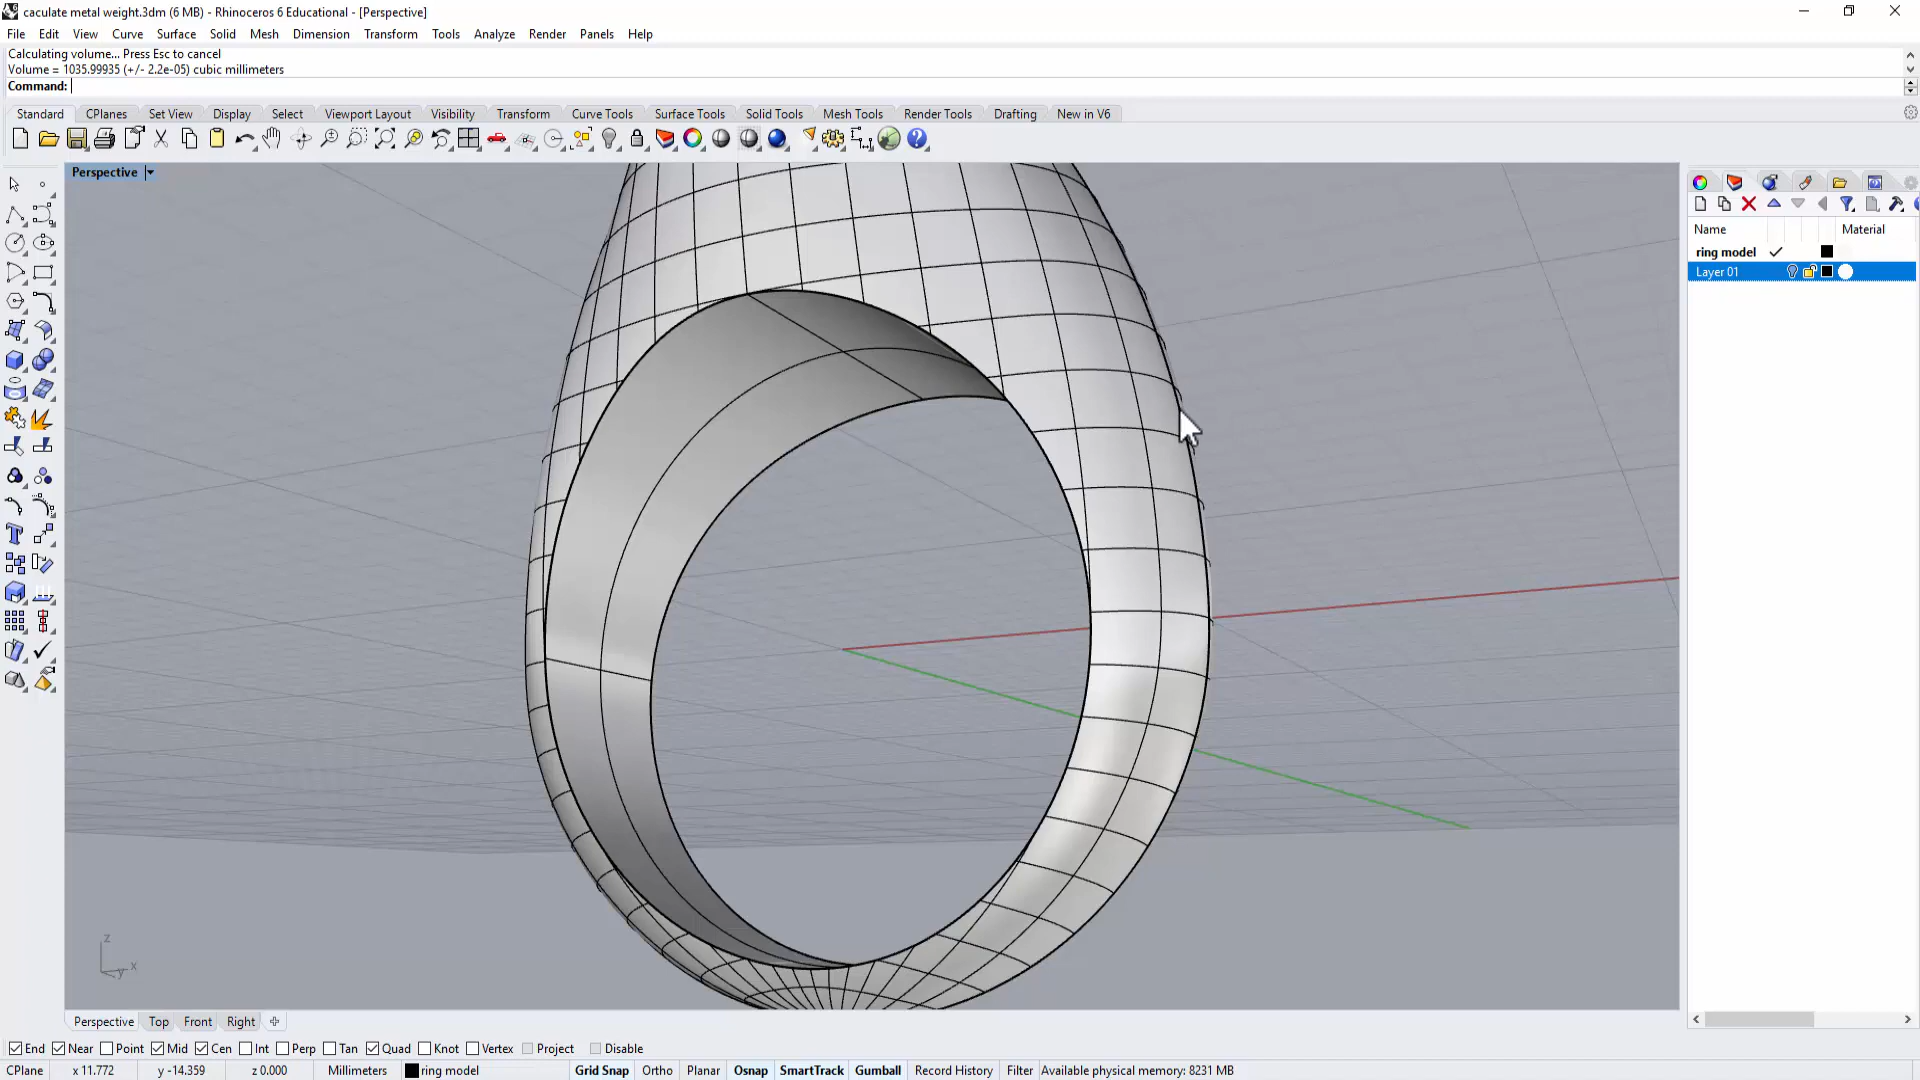 caculate metal weight.3dm (6 MB) - Rhinoceros 6 Educational - [Perspective]
File Edit View Curve Surface Solid Mesh Dimension Transform Tools Analyze Render Panels Help
Calculating volume... Press Esc to cancel
Volume = 1035.99935 (+/- 2.2e-05) cubic millimeters
Command:
Standard CPlanes Set View Display Select Viewport Layout Visibility Transform Curve Tools Surface Tools Solid Tools Mesh Tools Render Tools Drafting New in V6
Perspective
Name Material
ring model
Layer 01
z
x
y
Perspective Top Front Right
End Near Point Mid Cen Int Perp Tan Quad Knot Vertex Project Disable
CPlane x 11.772 y -14.359 z 0.000 Millimeters ring model Grid Snap Ortho Planar Osnap SmartTrack Gumball Record History Filter Available physical memory: 8231 MB